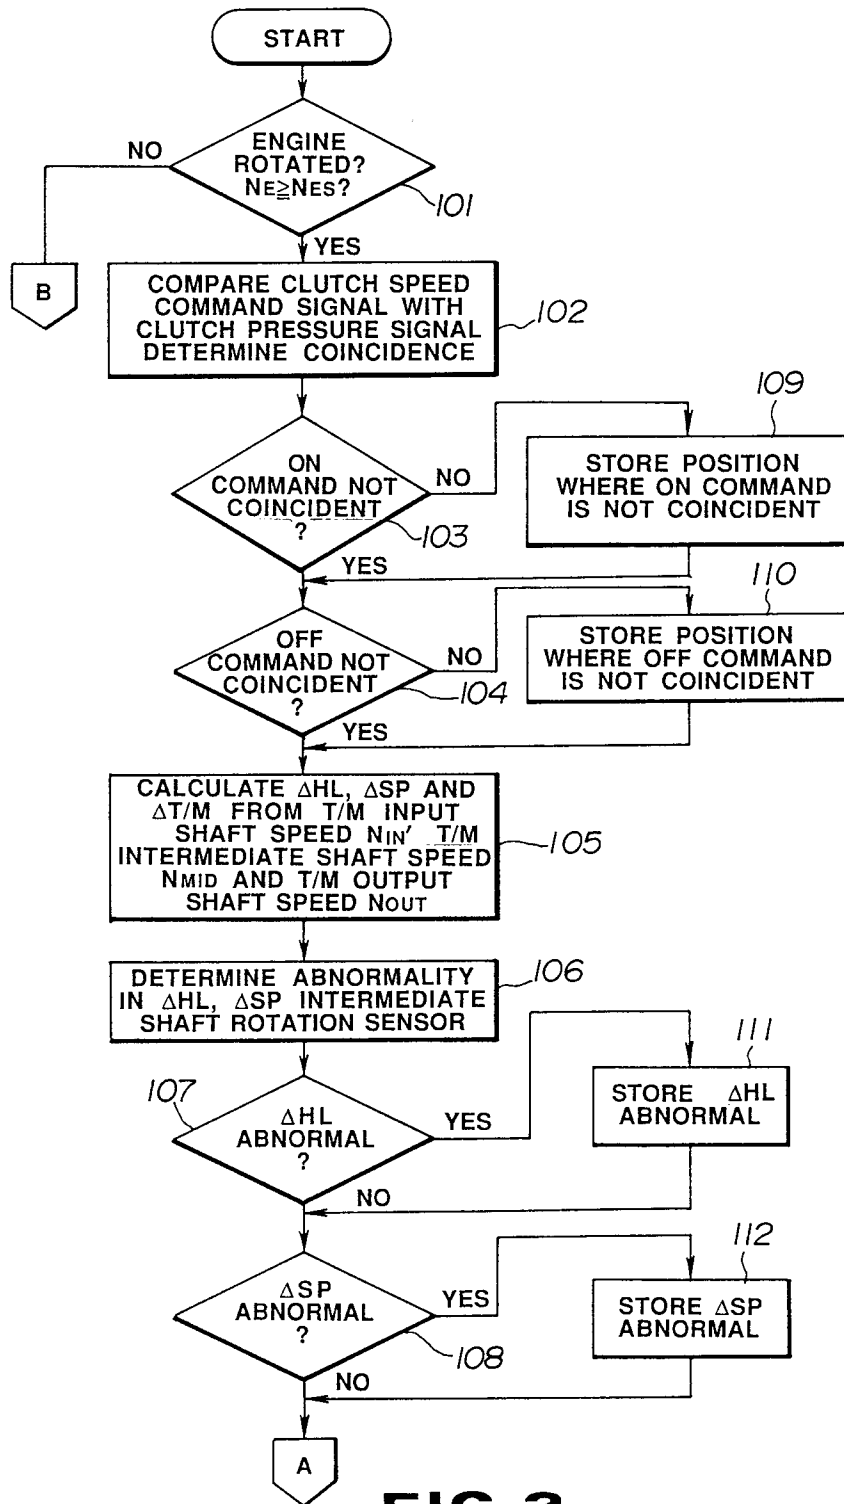 START
ENGINE
ROTATED?
NE≧NES?
101
NO
YES
B
COMPARE CLUTCH SPEED
COMMAND SIGNAL WITH
CLUTCH PRESSURE SIGNAL
DETERMINE COINCIDENCE
102
ON
COMMAND NOT
COINCIDENT
?
103
NO
YES
109
STORE POSITION
WHERE ON COMMAND
IS NOT COINCIDENT
OFF
COMMAND NOT
COINCIDENT
?
104
NO
YES
110
STORE POSITION
WHERE OFF COMMAND
IS NOT COINCIDENT
CALCULATE ΔHL, ΔSP AND
ΔT/M FROM T/M INPUT
SHAFT SPEED NIN' T/M
INTERMEDIATE SHAFT SPEED
NMID AND T/M OUTPUT
SHAFT SPEED NOUT
105
DETERMINE ABNORMALITY
IN ΔHL, ΔSP INTERMEDIATE
SHAFT ROTATION SENSOR
106
107
ΔHL
ABNORMAL
?
YES
NO
111
STORE ΔHL
ABNORMAL
ΔSP
ABNORMAL
?
108
YES
NO
112
STORE ΔSP
ABNORMAL
A
FIG.3